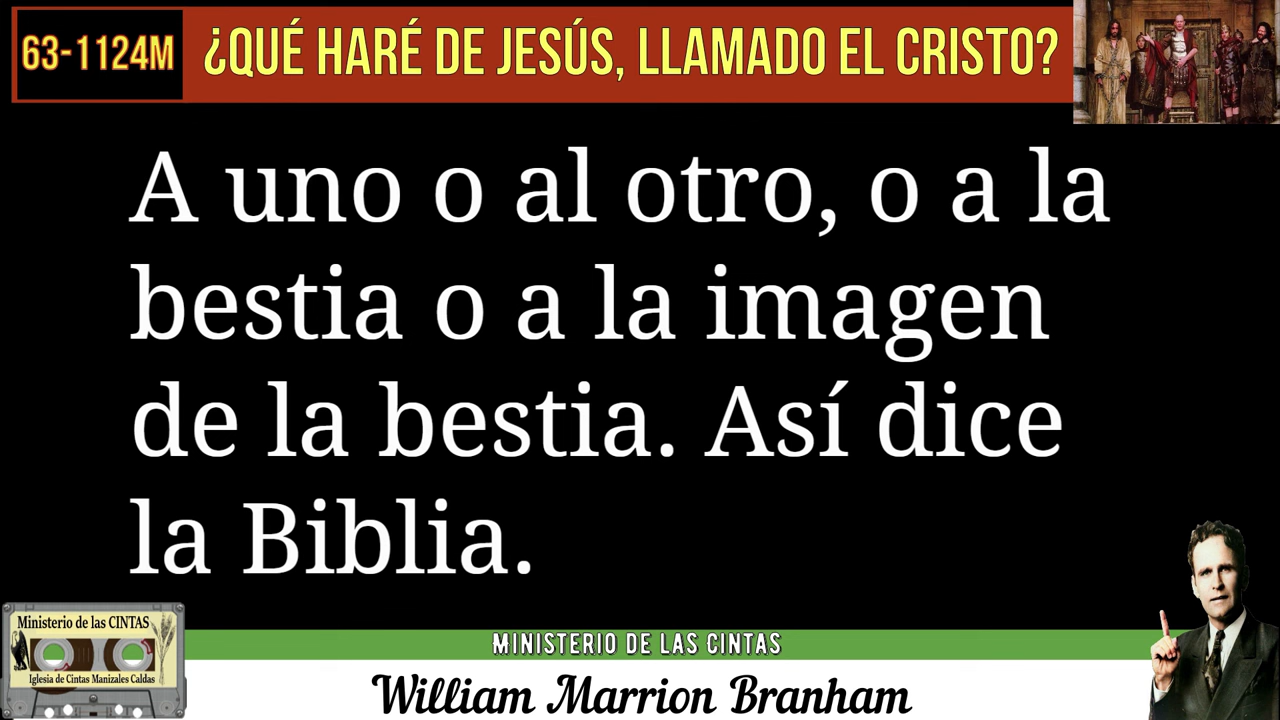 63-1124M
¿QUÉ HARÉ DE JESÚS, LLAMADO EL CRISTO?
A uno o al otro, o a la
bestia o a la imagen
de la bestia. Así dice
la Biblia.
Ministerio de las CINTAS
Iglesia de Cintas Manizales Caldas
MINISTERIO DE LAS CINTAS
William Marrion Branham